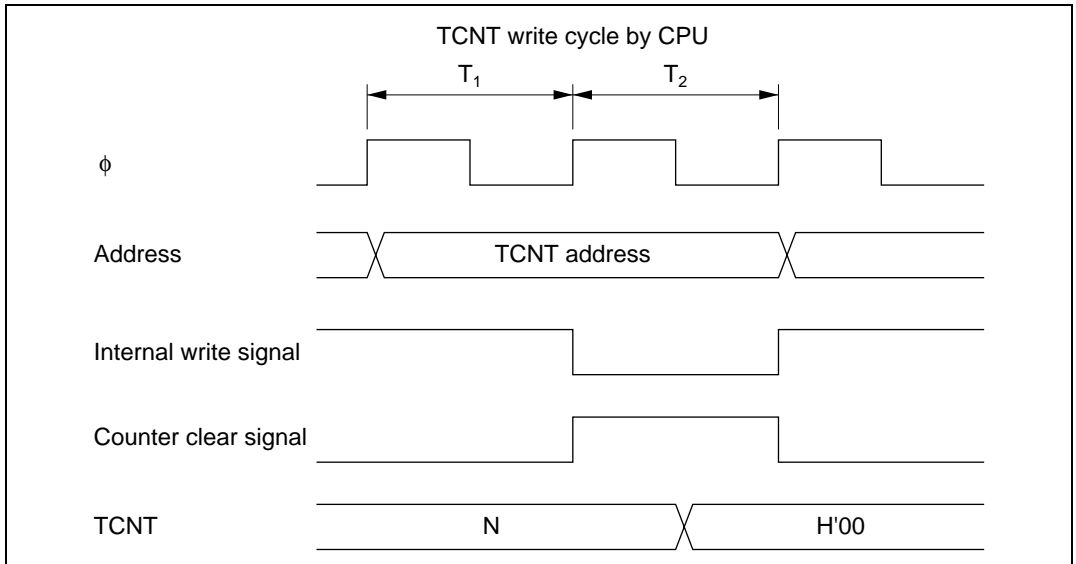 TCNT write cycle by CPU
T₁ T₂
ϕ
Address TCNT address
Internal write signal
Counter clear signal
TCNT N H'00